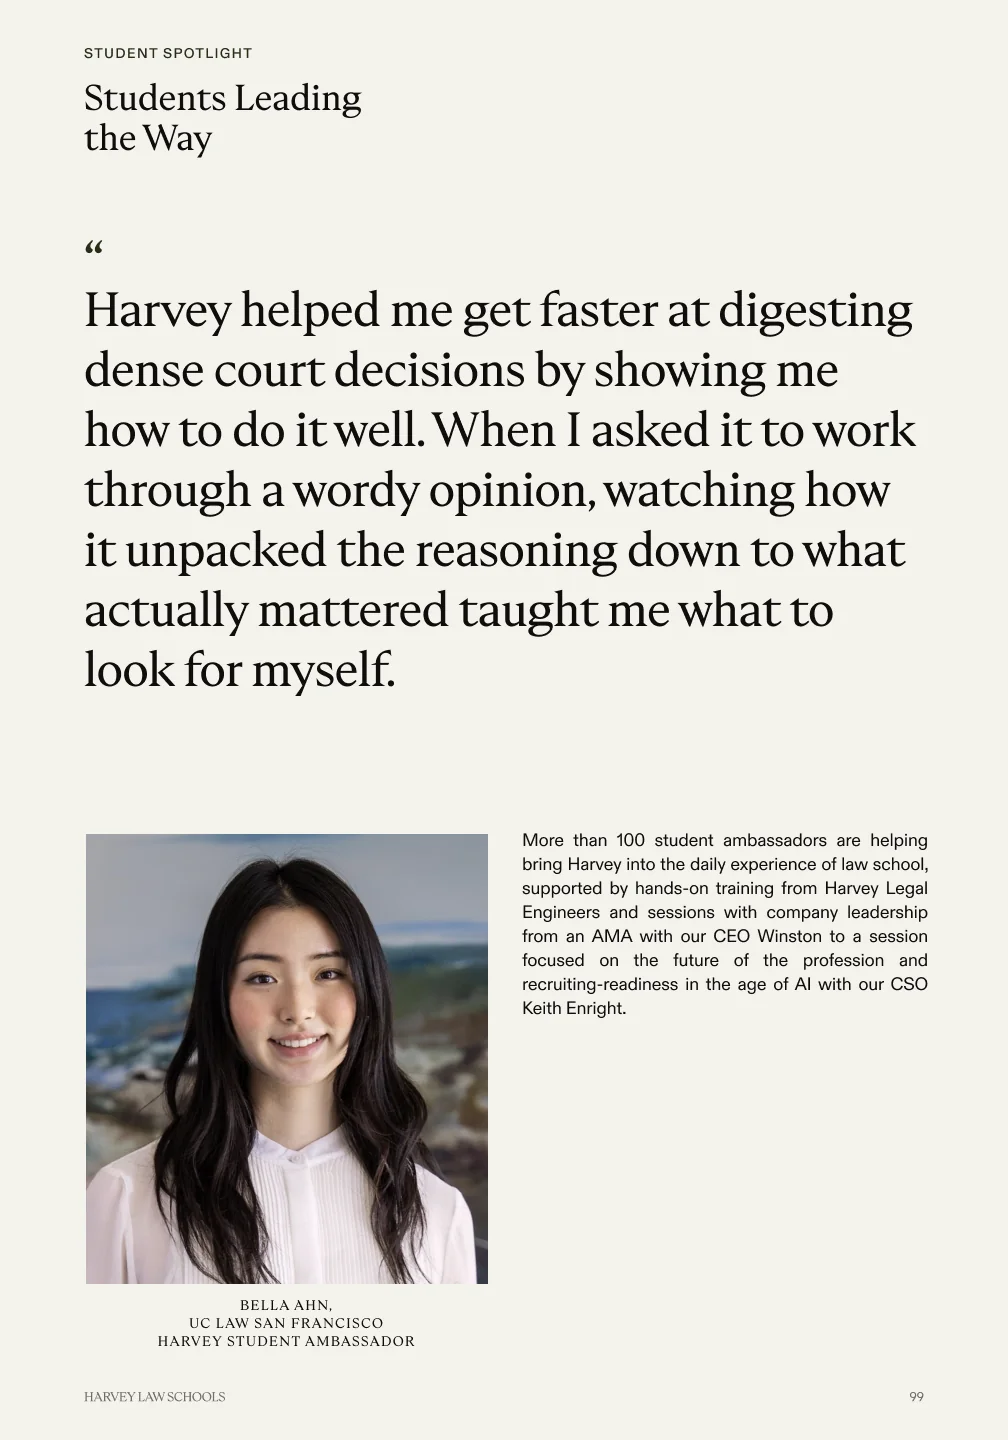 STUDENT SPOTLIGHT
Students Leading
the Way
“
Harvey helped me get faster at digesting
dense court decisions by showing me
how to do it well. When I asked it to work
through a wordy opinion, watching how
it unpacked the reasoning down to what
actually mattered taught me what to
look for myself.
More than 100 student ambassadors are helping
bring Harvey into the daily experience of law school,
supported by hands-on training from Harvey Legal
Engineers and sessions with company leadership
from an AMA with our CEO Winston to a session
focused on the future of the profession and
recruiting-readiness in the age of AI with our CSO
Keith Enright.
BELLA AHN,
UC LAW SAN FRANCISCO
HARVEY STUDENT AMBASSADOR
HARVEY LAW SCHOOLS
99